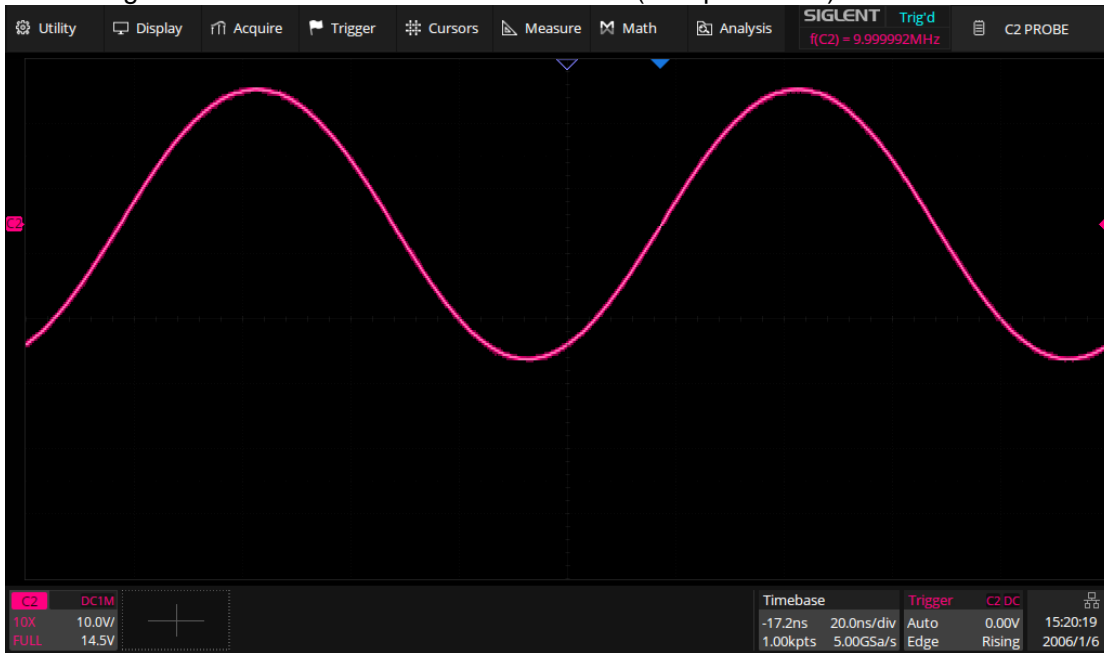 Utility Display Acquire Trigger Cursors Measure Math Analysis SIGLENT Trig'd C2 PROBE
f(C2) = 9.999992MHz
C2
C2 DC1M Timebase Trigger C2 DC
10X 10.0V/ -17.2ns 20.0ns/div Auto 0.00V 15:20:19
FULL 14.5V 1.00kpts 5.00GSa/s Edge Rising 2006/1/6